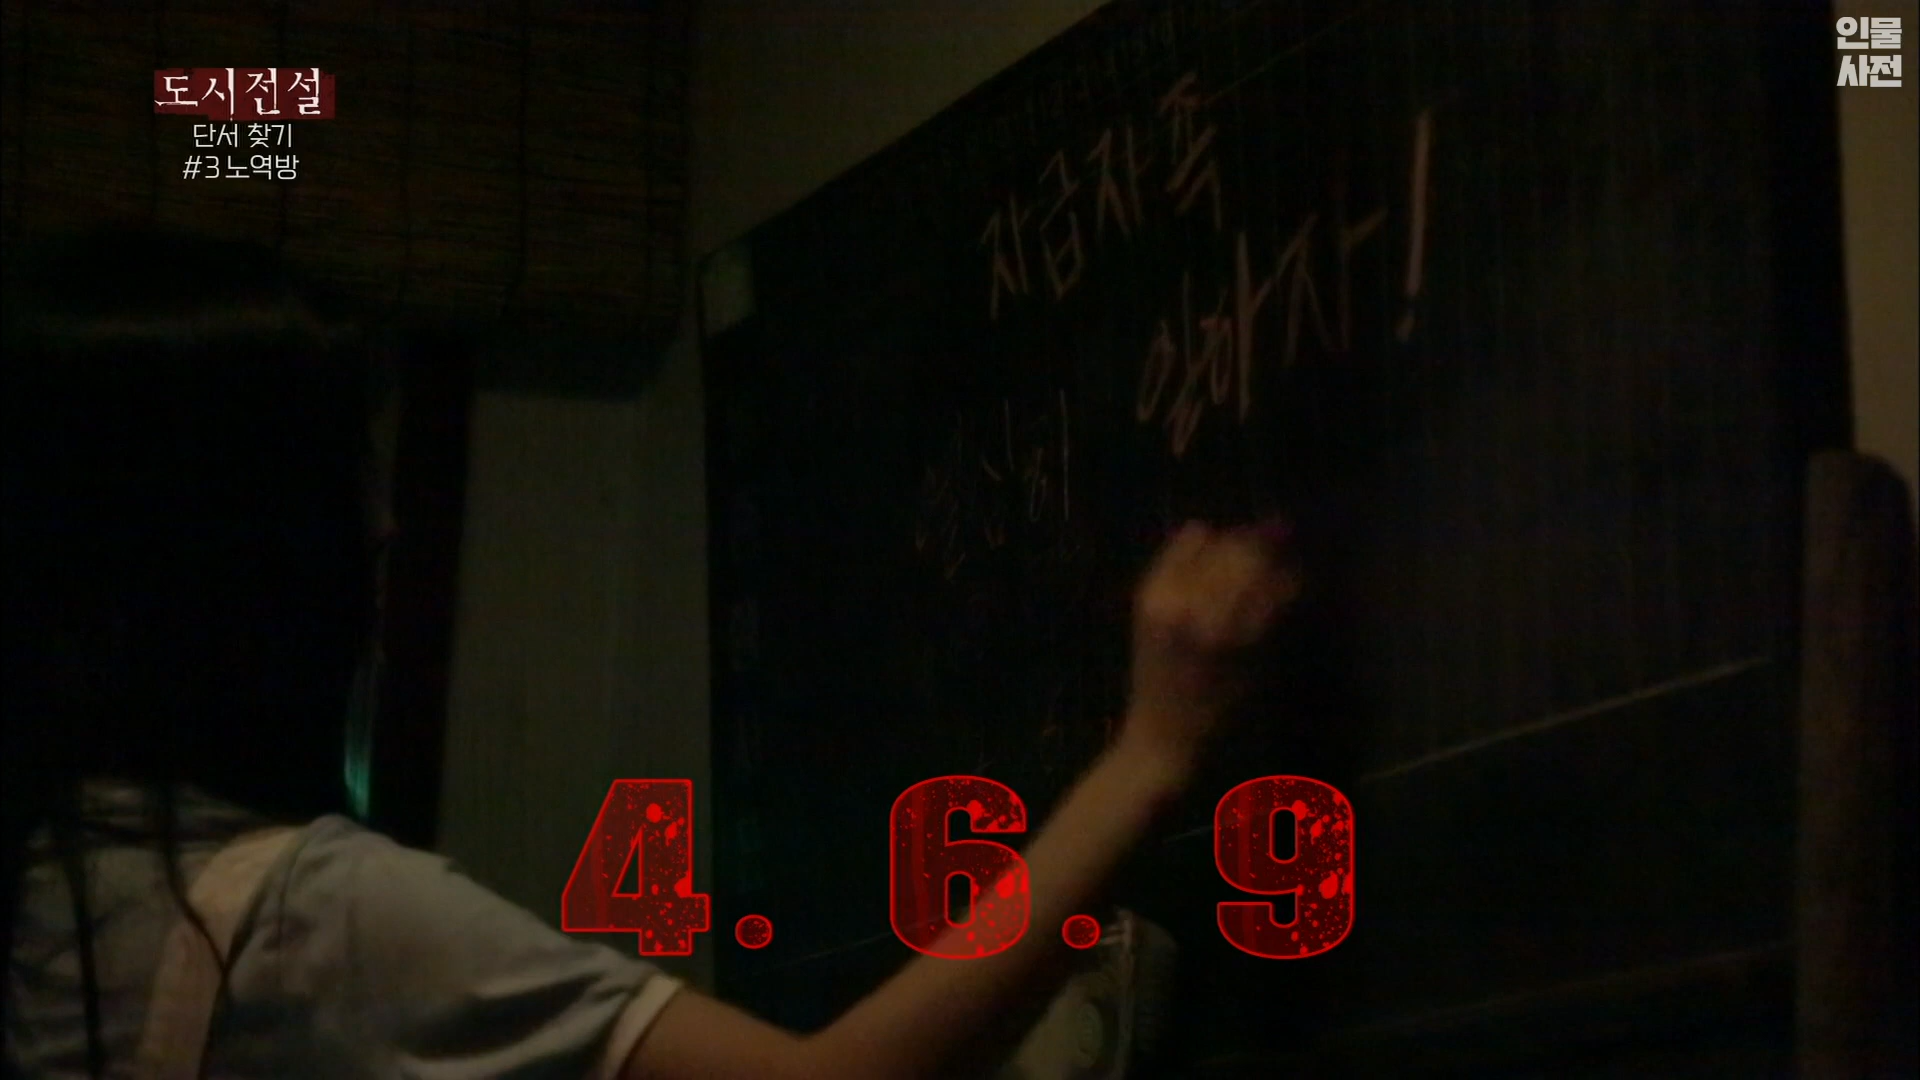 인물
사전
도시전설
단서 찾기
#3 노역방
자급자족
일하자!
열심히
4. 6. 9